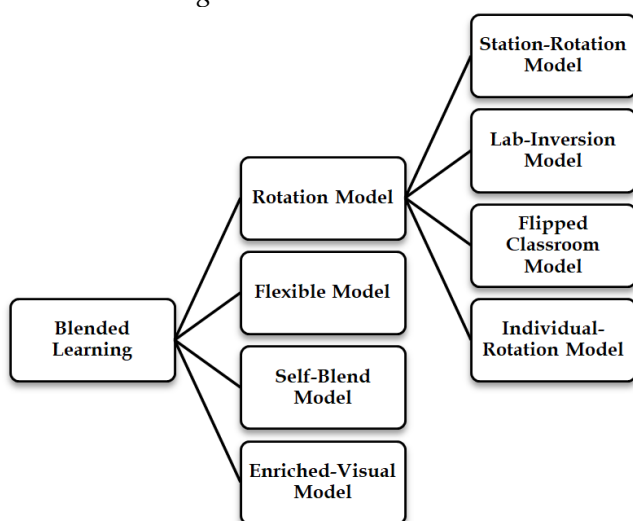 Station-Rotation
Model
Lab-Inversion
Model
Rotation Model
Flipped
Classroom
Model
Flexible Model
Individual-
Rotation Model
Blended
Learning
Self-Blend
Model
Enriched-Visual
Model